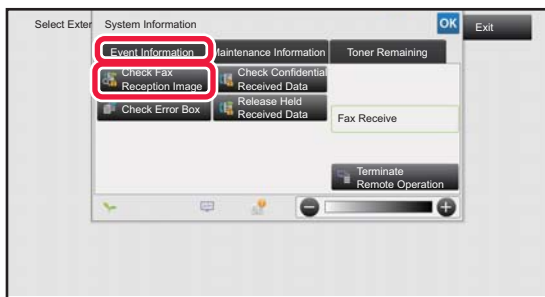 Select Exter
System Information
OK
Exit
Event Information
Maintenance Information
Toner Remaining
Check Fax
Reception Image
Check Confidential
Received Data
Check Error Box
Release Held
Received Data
Fax Receive
Terminate
Remote Operation